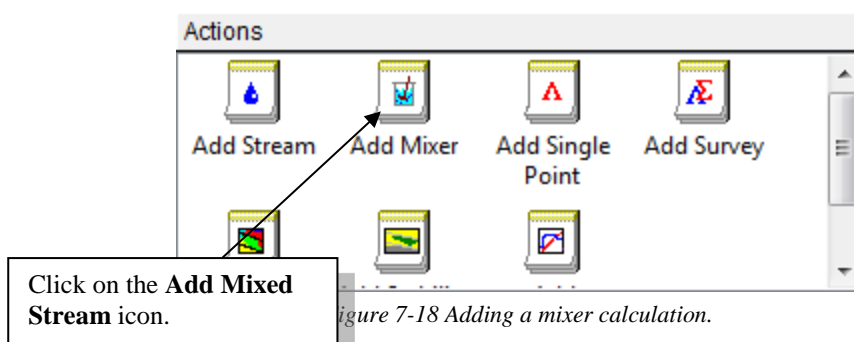 Actions
Add Stream Add Mixer Add Single Point Add Survey
Click on the Add Mixed
Stream icon.
igure 7-18 Adding a mixer calculation.